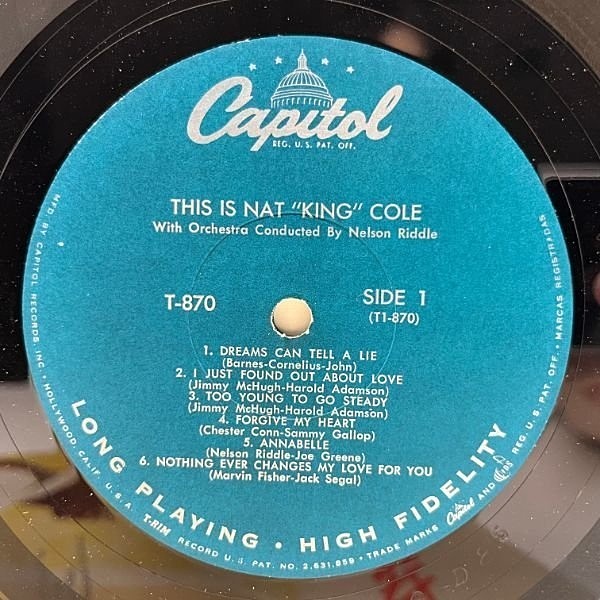 Capitol
REG. U.S. PAT. OFF.
THIS IS NAT "KING" COLE
With Orchestra Conducted By Nelson Riddle
T-870
SIDE 1
(T1-870)
1. DREAMS CAN TELL A LIE
(Barnes-Cornelius-John)
2. I JUST FOUND OUT ABOUT LOVE
(Jimmy McHugh-Harold Adamson)
3. TOO YOUNG TO GO STEADY
(Jimmy McHugh-Harold Adamson)
4. FORGIVE MY HEART
(Chester Conn-Sammy Gallop)
5. ANNABELLE
(Nelson Riddle-Joe Greene)
6. NOTHING EVER CHANGES MY LOVE FOR YOU
(Marvin Fisher-Jack Segal)
LONG PLAYING • HIGH FIDELITY
MFD. BY CAPITOL RECORDS, INC. • HOLLYWOOD, CALIF. U.S.A. T-RIM RECORD U.S. PAT. NO. 2,631,859 • TRADE MARKS Capitol AND REG. U.S. PAT. OFF. • MARCAS REGISTRADAS